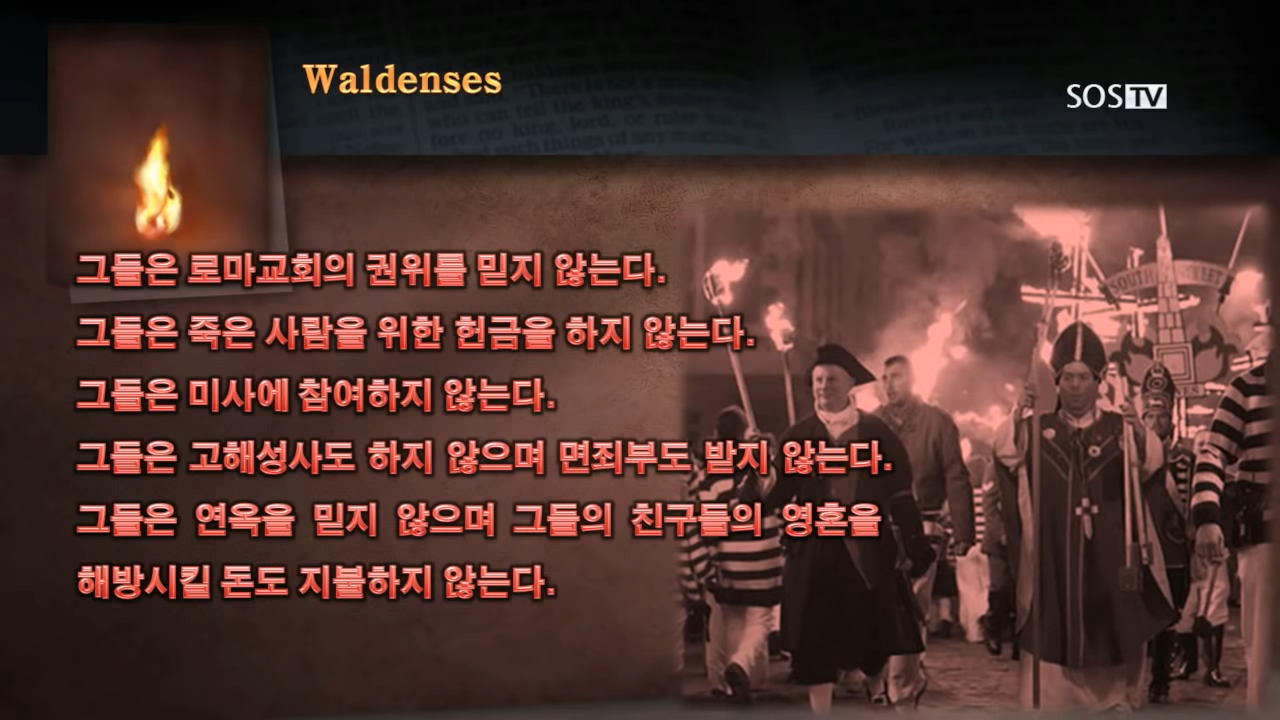 Waldenses
SOSTV
그들은 로마교회의 권위를 믿지 않는다.
그들은 죽은 사람을 위한 헌금을 하지 않는다.
그들은 미사에 참여하지 않는다.
그들은 고해성사도 하지 않으며 면죄부도 받지 않는다.
그들은 연옥을 믿지 않으며 그들의 친구들의 영혼을
해방시킬 돈도 지불하지 않는다.
SOUTH STREET